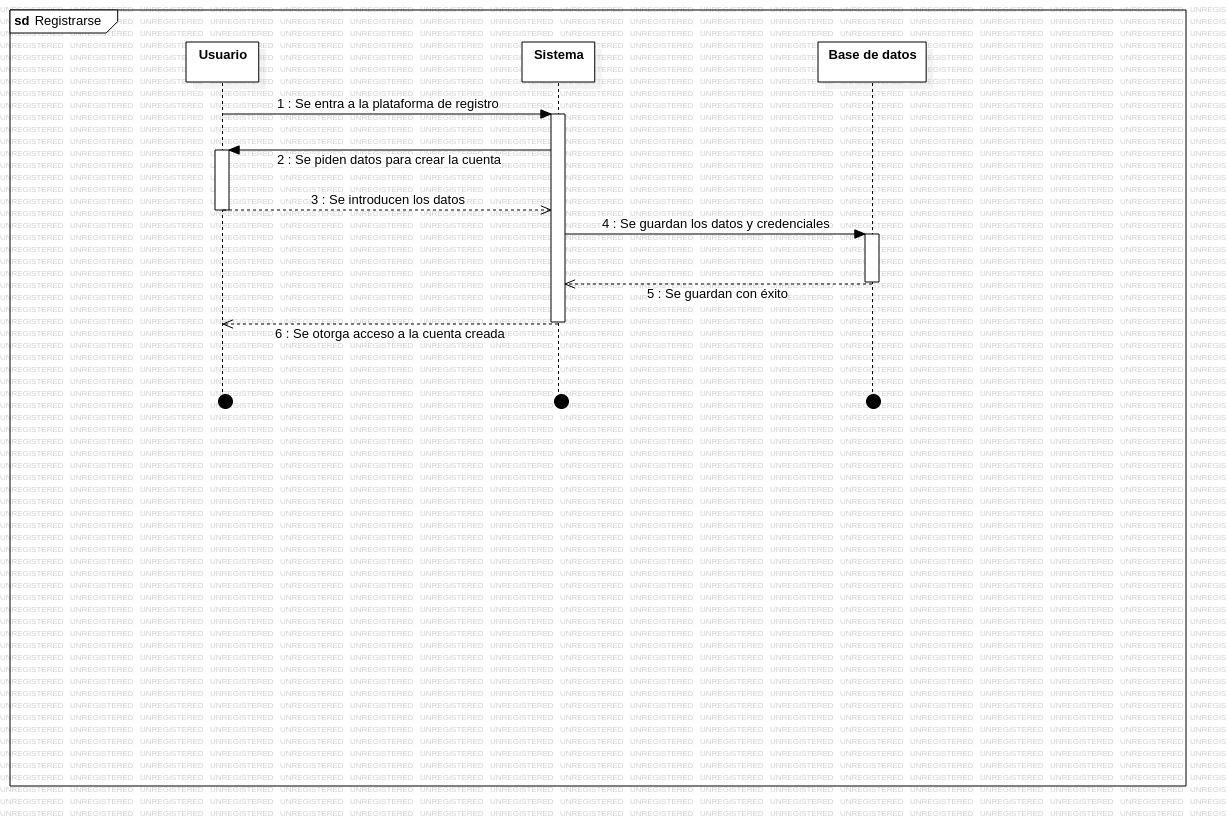 sd Registrarse
Usuario
Sistema
Base de datos
1 : Se entra a la plataforma de registro
2 : Se piden datos para crear la cuenta
3 : Se introducen los datos
4 : Se guardan los datos y credenciales
5 : Se guardan con éxito
6 : Se otorga acceso a la cuenta creada
UNREGISTERED